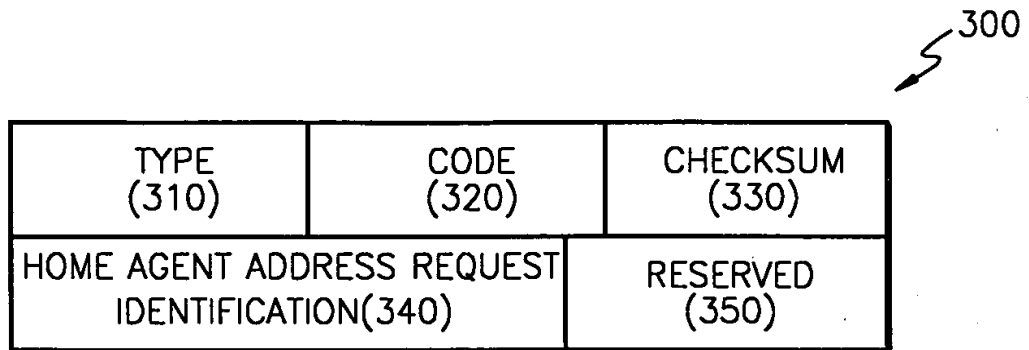 300
TYPE
(310)
CODE
(320)
CHECKSUM
(330)
HOME AGENT ADDRESS REQUEST
IDENTIFICATION(340)
RESERVED
(350)